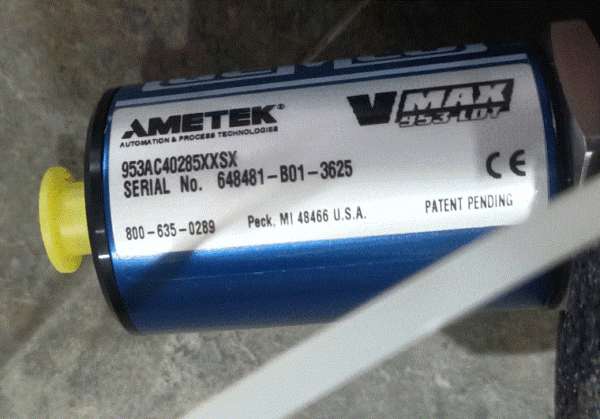 AMETEK®
AUTOMATION & PROCESS TECHNOLOGIES
V MAX
953-LDT
953AC40285XXSX
SERIAL No. 648481-B01-3625
CE
800-635-0289
Peck, MI 48466 U.S.A.
PATENT PENDING